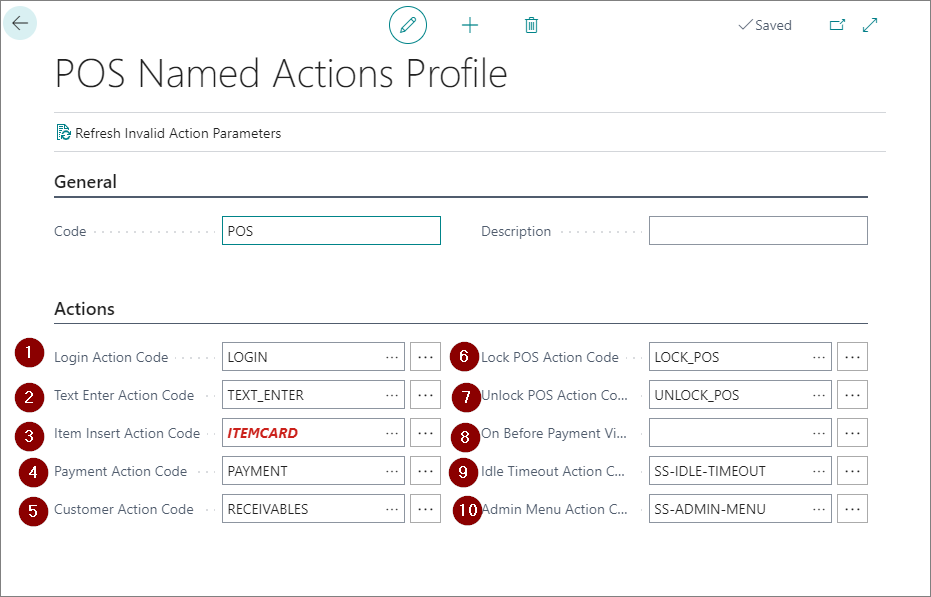 Saved
POS Named Actions Profile
Refresh Invalid Action Parameters
General
Code POS Description
Actions
1 Login Action Code LOGIN ... ... 6 Lock POS Action Code LOCK_POS ... ...
2 Text Enter Action Code TEXT_ENTER ... ... 7 Unlock POS Action Co... UNLOCK_POS ... ...
3 Item Insert Action Code ITEMCARD ... ... 8 On Before Payment Vi... ... ...
4 Payment Action Code PAYMENT ... ... 9 Idle Timeout Action C... SS-IDLE-TIMEOUT ... ...
5 Customer Action Code RECEIVABLES ... ... 10 Admin Menu Action C... SS-ADMIN-MENU ... ...